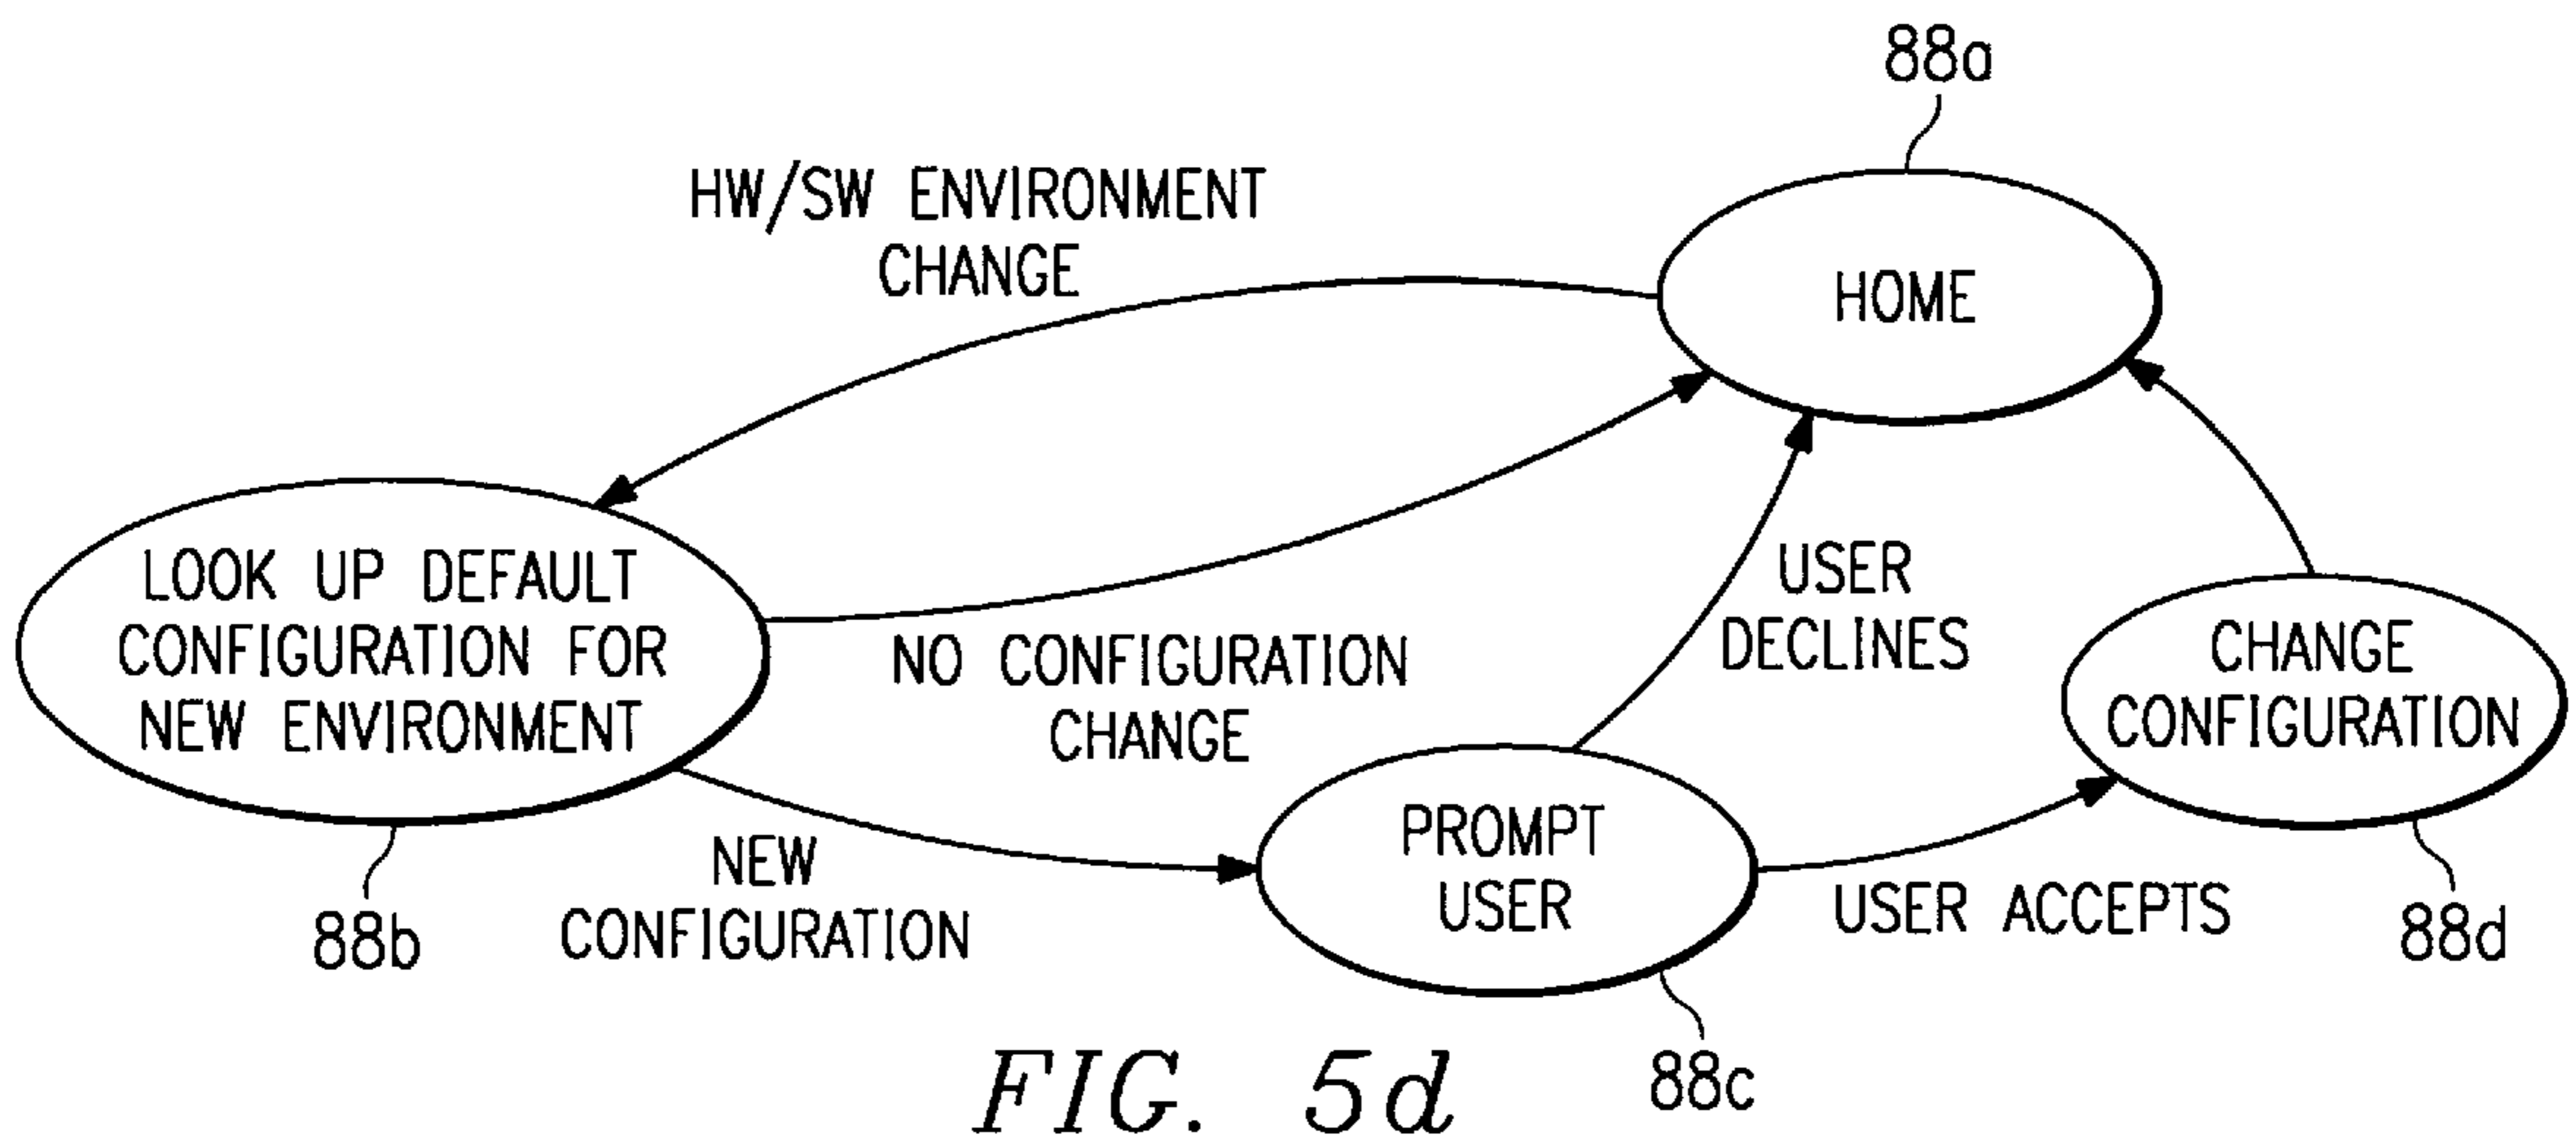 88a
HW/SW ENVIRONMENT
CHANGE
HOME
LOOK UP DEFAULT
CONFIGURATION FOR
NEW ENVIRONMENT
88b
NO CONFIGURATION
CHANGE
USER
DECLINES
CHANGE
CONFIGURATION
88d
NEW
CONFIGURATION
PROMPT
USER
88c
USER ACCEPTS
FIG. 5d